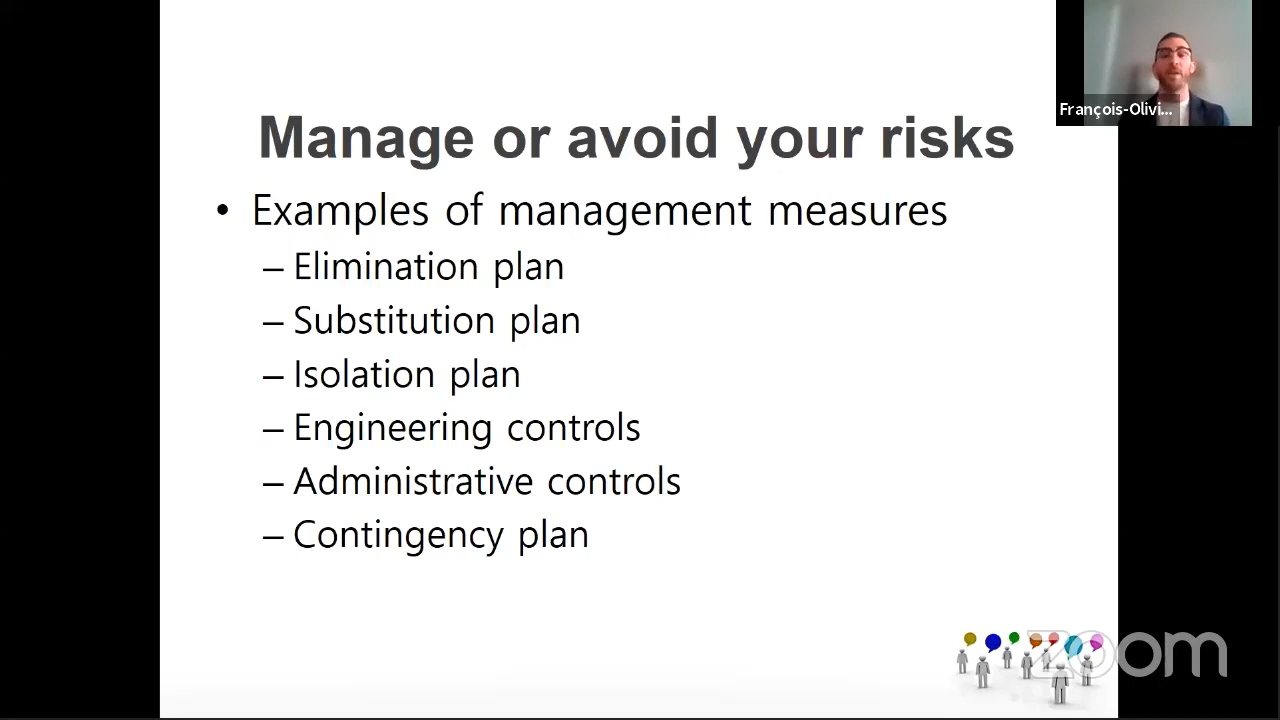 François-Olivi...
Manage or avoid your risks
• Examples of management measures
– Elimination plan
– Substitution plan
– Isolation plan
– Engineering controls
– Administrative controls
– Contingency plan
zoom